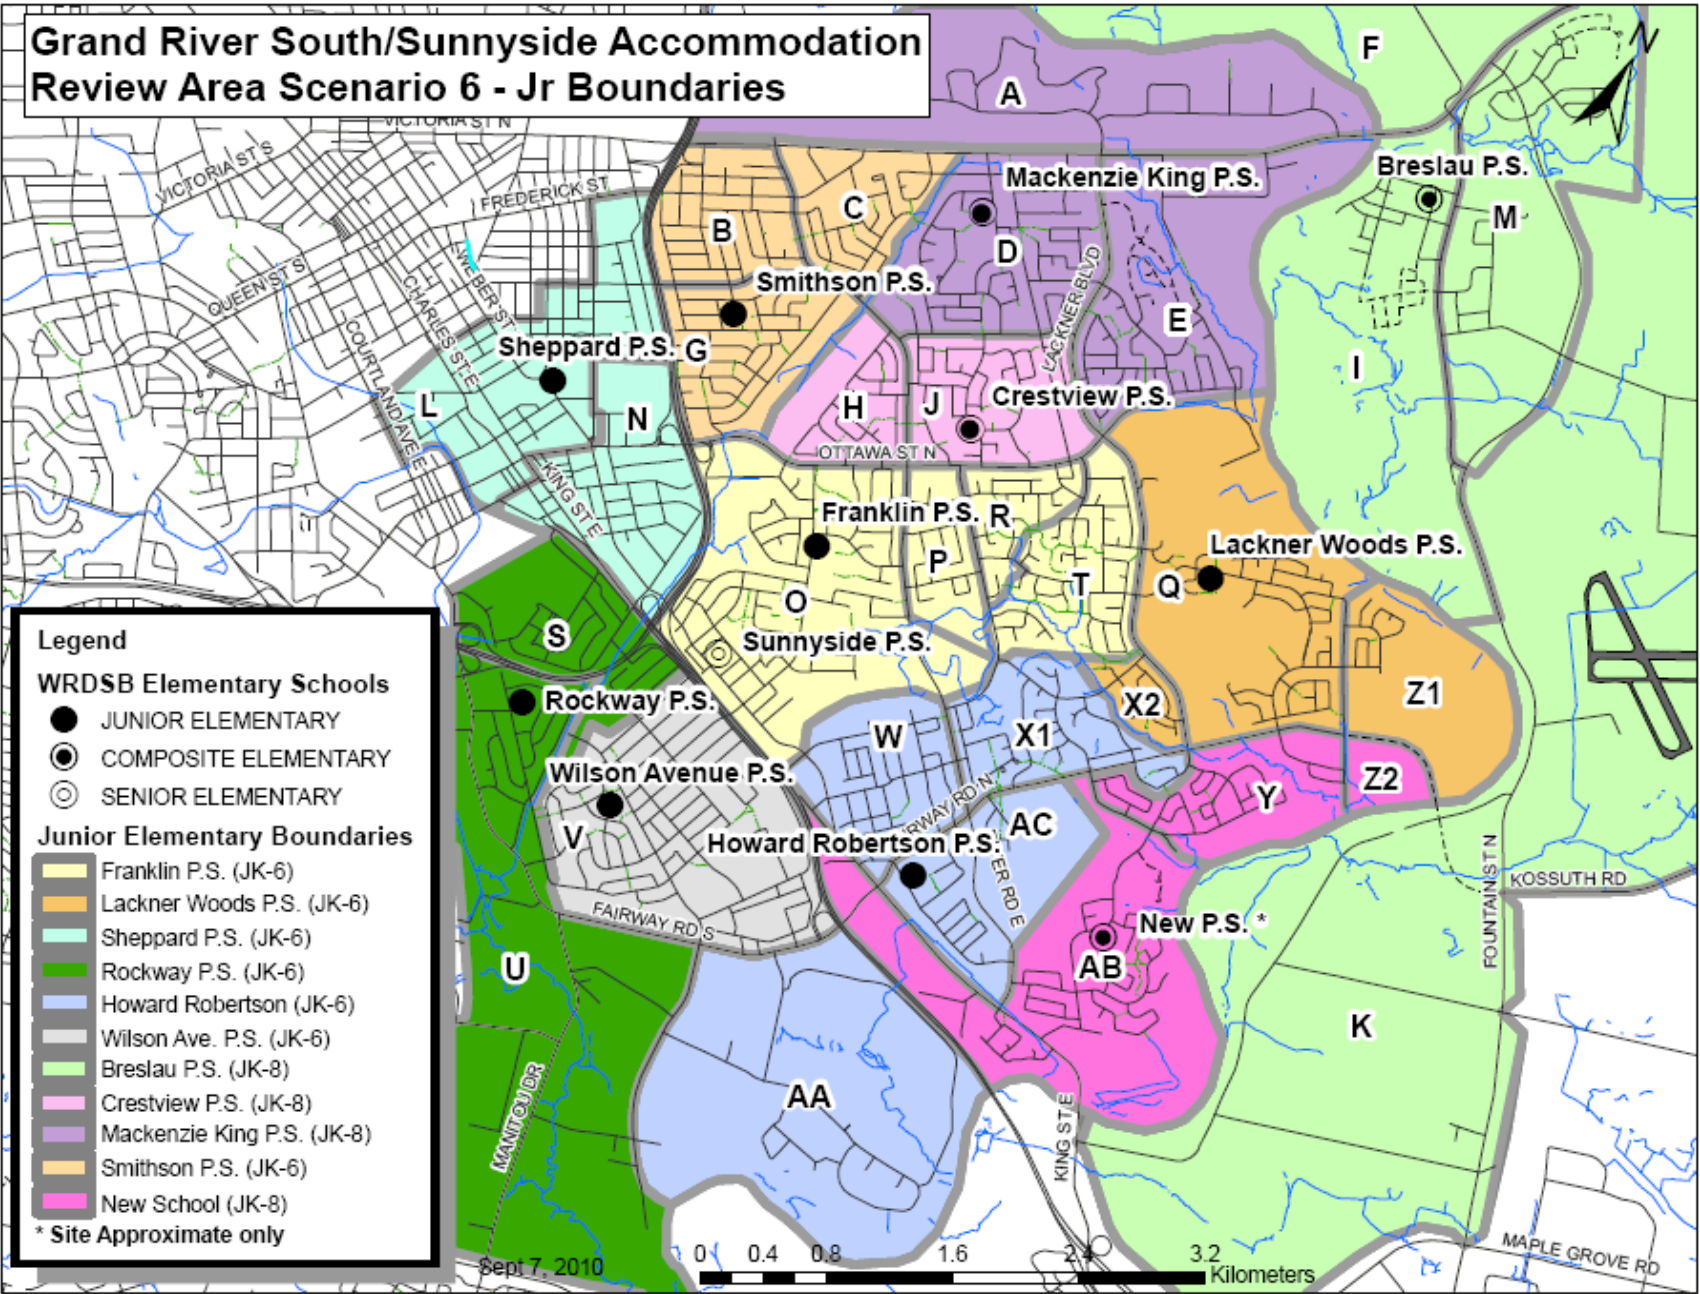 Grand River South/Sunnyside Accommodation
Review Area Scenario 6 - Jr Boundaries
N
F
A
VICTORIA ST N
VICTORIA ST S
FREDERICK ST
Mackenzie King P.S.
Breslau P.S.
B
C
D
M
QUEEN ST S
CHARLES ST E
COURTLAND AVE E
Smithson P.S.
LACKNER BLVD
E
Sheppard P.S.
G
I
L
N
H
J
Crestview P.S.
OTTAWA ST N
KING ST E
Franklin P.S.
R
Lackner Woods P.S.
P
T
Q
O
S
Sunnyside P.S.
Rockway P.S.
X2
Z1
W
X1
Wilson Avenue P.S.
Z2
Y
V
AC
Howard Robertson P.S.
FAIRWAY RD S
New P.S. *
KOSSUTH RD
FOUNTAIN ST N
U
AB
K
AA
MANITOU DR
KING ST E
MAPLE GROVE RD
Legend
WRDSB Elementary Schools
JUNIOR ELEMENTARY
COMPOSITE ELEMENTARY
SENIOR ELEMENTARY
Junior Elementary Boundaries
Franklin P.S. (JK-6)
Lackner Woods P.S. (JK-6)
Sheppard P.S. (JK-6)
Rockway P.S. (JK-6)
Howard Robertson (JK-6)
Wilson Ave. P.S. (JK-6)
Breslau P.S. (JK-8)
Crestview P.S. (JK-8)
Mackenzie King P.S. (JK-8)
Smithson P.S. (JK-6)
New School (JK-8)
* Site Approximate only
Sept 7, 2010
0 0.4 0.8 1.6 2.4 3.2
Kilometers